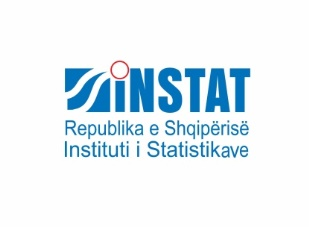 iNSTAT
Republika e Shqipërisë
Instituti i Statistikave